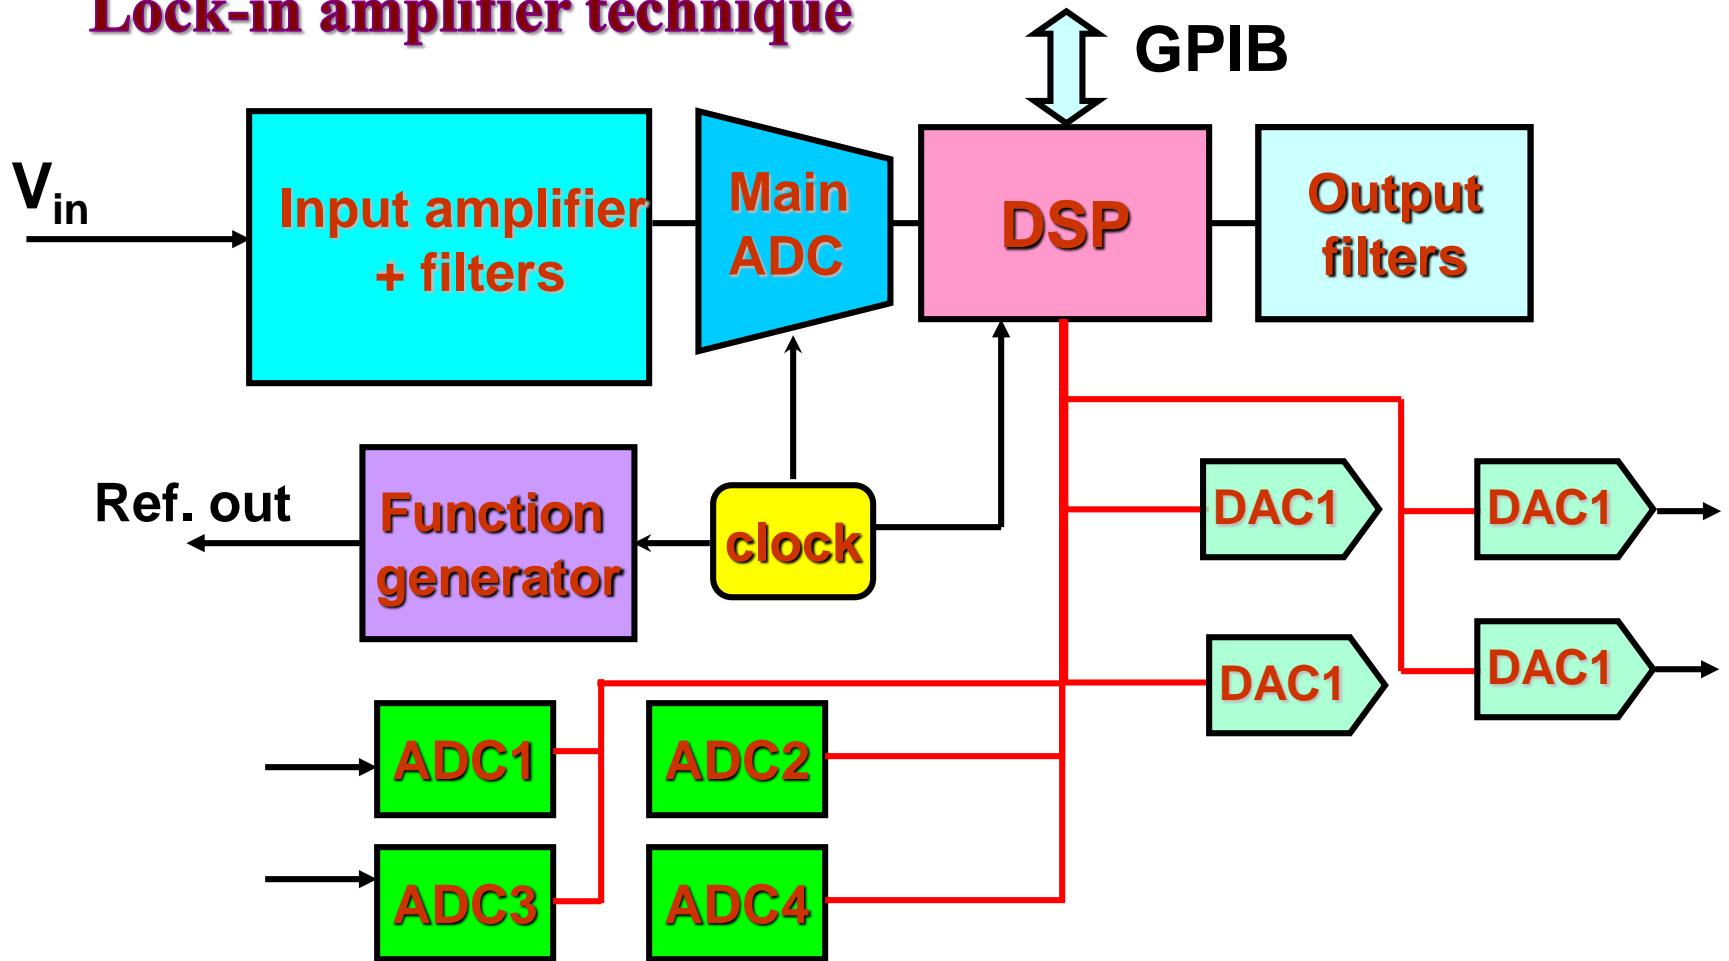 Lock-in amplifier technique
GPIB
Vin
Input amplifier
+ filters
Main
ADC
DSP
Output
filters
Ref. out
Function
generator
clock
DAC1
DAC1
DAC1
DAC1
ADC1
ADC2
ADC3
ADC4